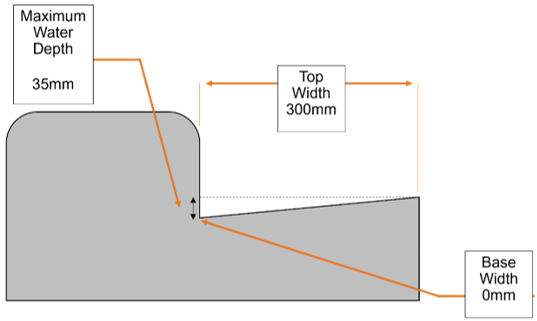 Maximum
Water
Depth
35mm
Top
Width
300mm
Base
Width
0mm